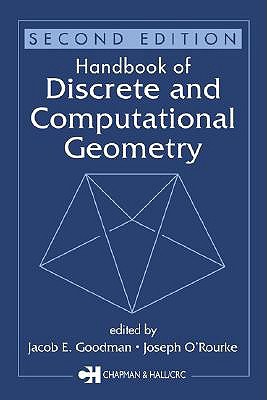 SECOND EDITION
Handbook of
Discrete and
Computational
Geometry
edited by
Jacob E. Goodman • Joseph O'Rourke
CHAPMAN & HALL/CRC